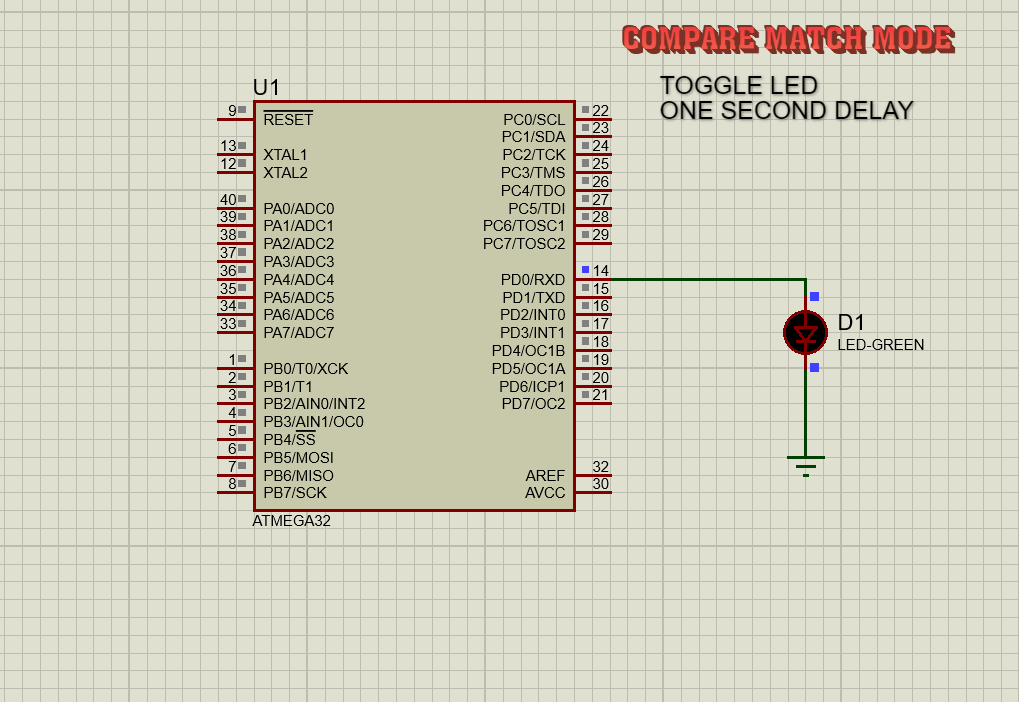 COMPARE MATCH MODE
TOGGLE LED
ONE SECOND DELAY
U1
9 RESET
13 XTAL1
12 XTAL2
40 PA0/ADC0
39 PA1/ADC1
38 PA2/ADC2
37 PA3/ADC3
36 PA4/ADC4
35 PA5/ADC5
34 PA6/ADC6
33 PA7/ADC7
1 PB0/T0/XCK
2 PB1/T1
3 PB2/AIN0/INT2
4 PB3/AIN1/OC0
5 PB4/SS
6 PB5/MOSI
7 PB6/MISO
8 PB7/SCK
PC0/SCL 22
PC1/SDA 23
PC2/TCK 24
PC3/TMS 25
PC4/TDO 26
PC5/TDI 27
PC6/TOSC1 28
PC7/TOSC2 29
PD0/RXD 14
PD1/TXD 15
PD2/INT0 16
PD3/INT1 17
PD4/OC1B 18
PD5/OC1A 19
PD6/ICP1 20
PD7/OC2 21
AREF 32
AVCC 30
ATMEGA32
D1
LED-GREEN